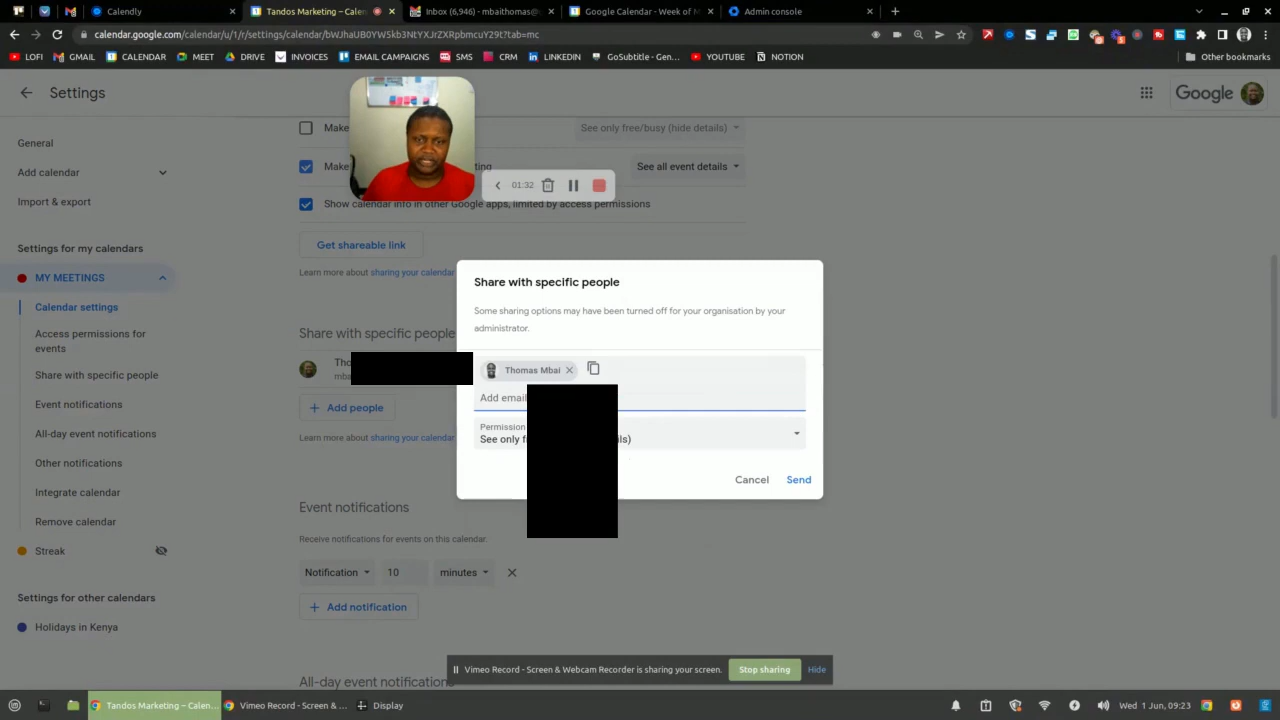 Calendly
Tandos Marketing – Calen
Inbox (6,946) - mbaithomas@
Google Calendar - Week of M
Admin console
calendar.google.com/calendar/u/1/r/settings/calendar/
?tab=mc
LOFI
GMAIL
CALENDAR
MEET
DRIVE
INVOICES
EMAIL CAMPAIGNS
SMS
CRM
LINKEDIN
GoSubtitle - Gen...
YOUTUBE
NOTION
Other bookmarks
Settings
Google
General
Add calendar
Import & export
Settings for my calendars
MY MEETINGS
Calendar settings
Access permissions for
events
Share with specific people
Event notifications
All-day event notifications
Other notifications
Integrate calendar
Remove calendar
Streak
Settings for other calendars
Holidays in Kenya
Make
See only free/busy (hide details)
Make
ting
See all event details
01:32
Show calendar info in other Google apps, limited by access permissions
Get shareable link
Learn more about sharing your calendar
Share with specific people
Tho
mba
Add people
Learn more about sharing your calendar
Event notifications
Receive notifications for events on this calendar.
Notification
10
minutes
Add notification
All-day event notifications
Share with specific people
Some sharing options may have been turned off for your organisation by your
administrator.
Thomas Mbai
Add email
Permission
See only f
ils)
Cancel
Send
Vimeo Record - Screen & Webcam Recorder is sharing your screen.
Stop sharing
Hide
Tandos Marketing – Calen...
Vimeo Record - Screen & ...
Display
Wed 1 Jun, 09:23